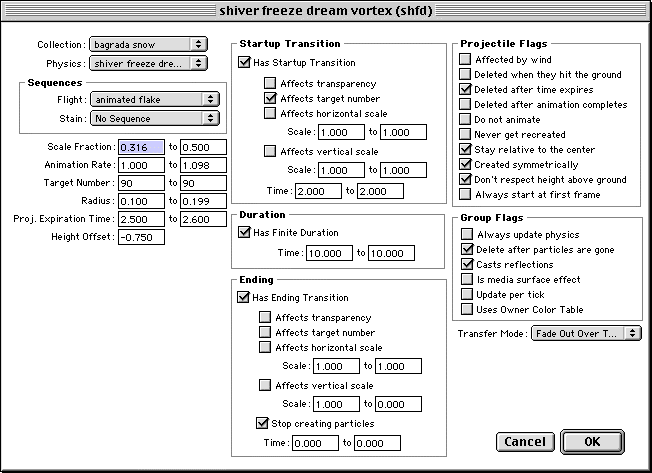 shiver freeze dream vortex (shfd)
Collection: bagrada snow
Physics: shiver freeze dre...
Sequences
Flight: animated flake
Stain: No Sequence
Scale Fraction: 0.316 to 0.500
Animation Rate: 1.000 to 1.098
Target Number: 90 to 90
Radius: 0.100 to 0.199
Proj. Expiration Time: 2.500 to 2.600
Height Offset: -0.750
Startup Transition
Has Startup Transition
Affects transparency
Affects target number
Affects horizontal scale
Scale: 1.000 to 1.000
Affects vertical scale
Scale: 1.000 to 1.000
Time: 2.000 to 2.000
Duration
Has Finite Duration
Time: 10.000 to 10.000
Ending
Has Ending Transition
Affects transparency
Affects target number
Affects horizontal scale
Scale: 1.000 to 1.000
Affects vertical scale
Scale: 1.000 to 0.000
Stop creating particles
Time: 0.000 to 0.000
Projectile Flags
Affected by wind
Deleted when they hit the ground
Deleted after time expires
Deleted after animation completes
Do not animate
Never get recreated
Stay relative to the center
Created symmetrically
Don't respect height above ground
Always start at first frame
Group Flags
Always update physics
Delete after particles are gone
Casts reflections
Is media surface effect
Update per tick
Uses Owner Color Table
Transfer Mode: Fade Out Over T...
Cancel OK